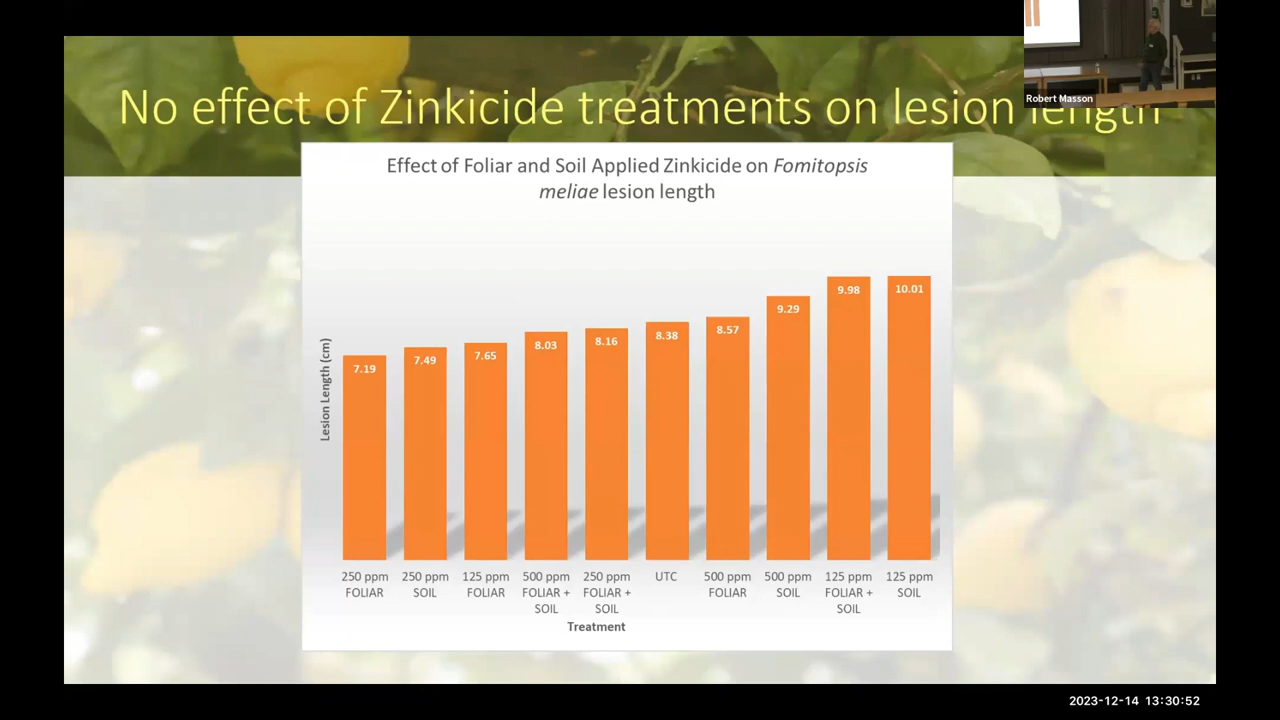 No effect of Zinkicide treatments on lesion length
Robert Masson
Effect of Foliar and Soil Applied Zinkicide on Fomitopsis
meliae lesion length
Lesion Length (cm)
7.19
7.49
7.65
8.03
8.16
8.38
8.57
9.29
9.98
10.01
250 ppm
FOLIAR
250 ppm
SOIL
125 ppm
FOLIAR
500 ppm
FOLIAR +
SOIL
250 ppm
FOLIAR +
SOIL
UTC
500 ppm
FOLIAR
500 ppm
SOIL
125 ppm
FOLIAR +
SOIL
125 ppm
SOIL
Treatment
2023-12-14 13:30:52